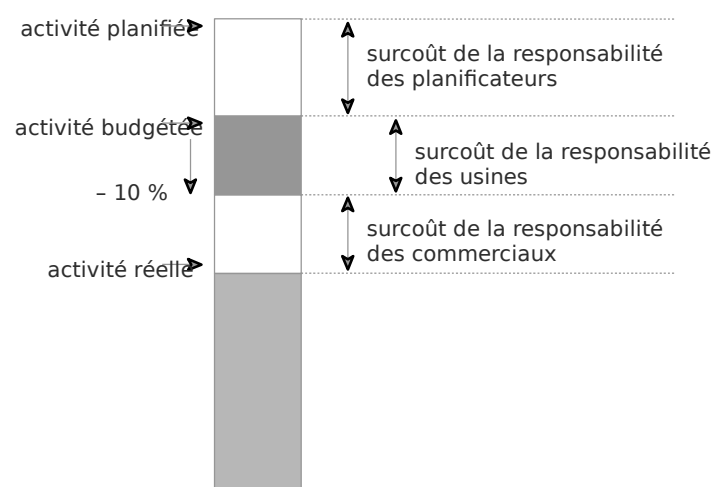 activité planifiée
surcoût de la responsabilité
des planificateurs
activité budgétée
surcoût de la responsabilité
des usines
– 10 %
surcoût de la responsabilité
des commerciaux
activité réelle